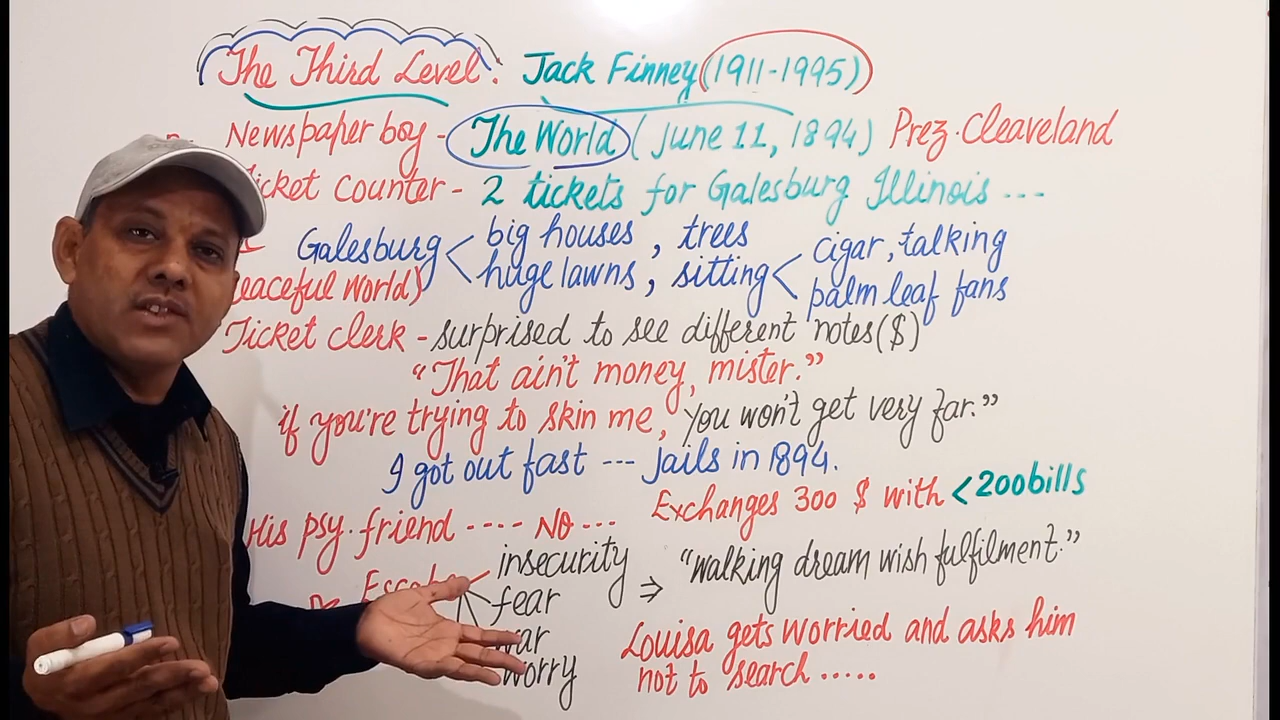 The Third Level. Jack Finney (1911-1995)
Newspaper boy - The World (june 11, 1894) Prez. Cleaveland
icket counter - 2 tickets for Galesburg Illinois ---
Galesburg < big houses, trees
huge lawns, sitting < cigar, talking
palm leaf fans
eaceful world)
Ticket clerk - surprised to see different notes($)
"That ain't money, mister."
if you're trying to skin me, you won't get very far."
I got out fast --- jails in 1894.
Exchanges 300 $ with < 200bills
His psy. friend ---- NO ---
insecurity
fear
war
worry
⇒ "walking dream wish fulfilment."
Louisa gets worried and asks him
not to search .....